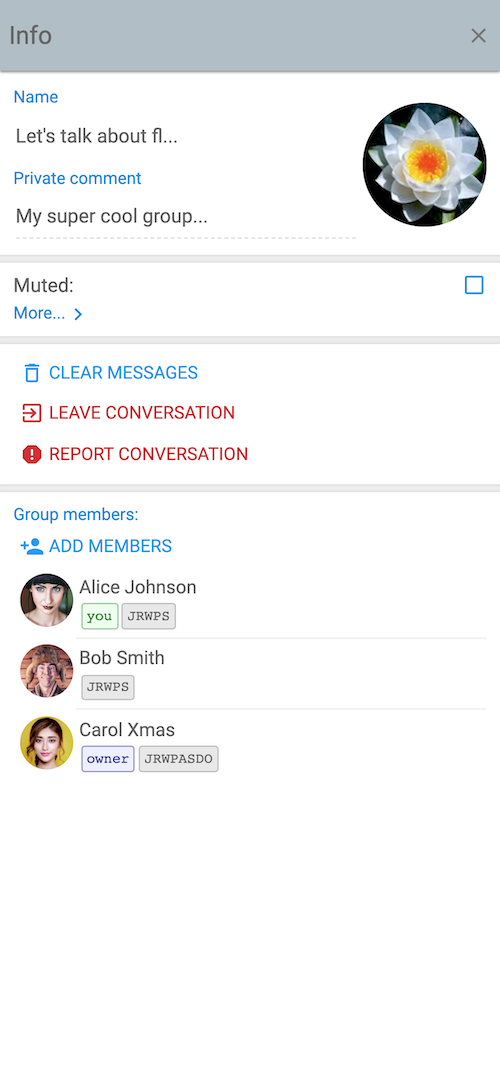 Info
Name
Let's talk about fl...
Private comment
My super cool group...
Muted:
More...
CLEAR MESSAGES
LEAVE CONVERSATION
REPORT CONVERSATION
Group members:
ADD MEMBERS
Alice Johnson
you JRWPS
Bob Smith
JRWPS
Carol Xmas
owner JRWPASDO